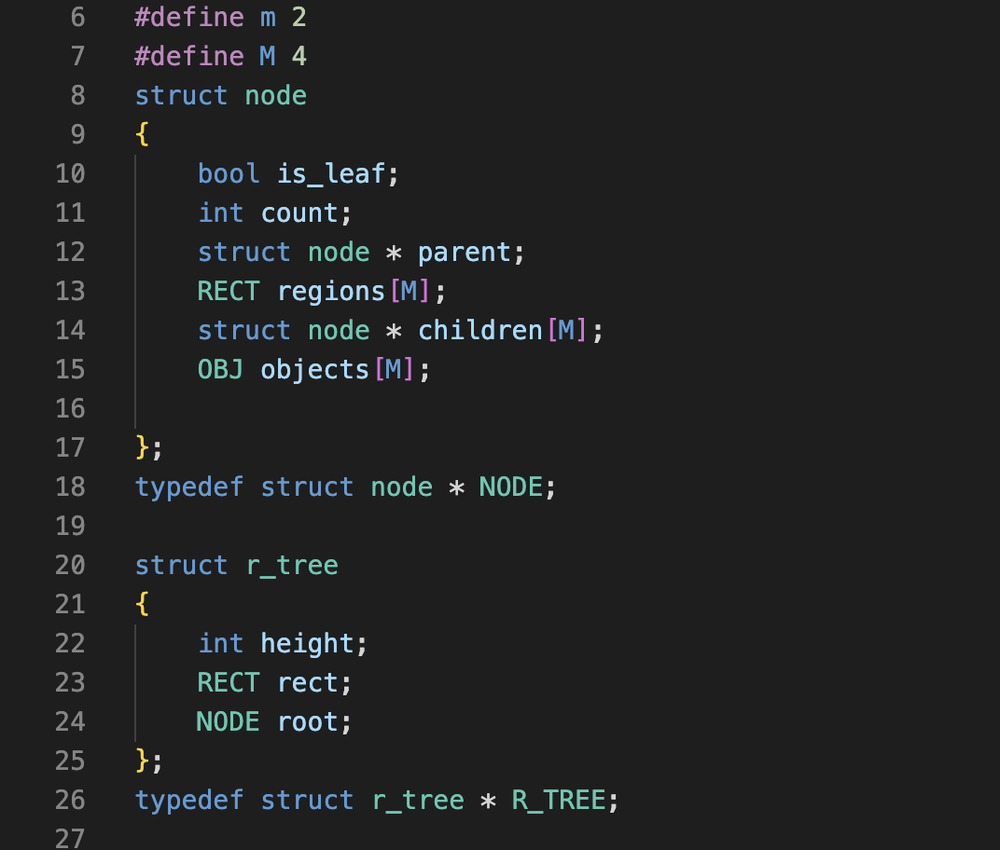 6 #define m 2
7 #define M 4
8 struct node
9 {
10     bool is_leaf;
11     int count;
12     struct node * parent;
13     RECT regions[M];
14     struct node * children[M];
15     OBJ objects[M];
16
17 };
18 typedef struct node * NODE;
19
20 struct r_tree
21 {
22     int height;
23     RECT rect;
24     NODE root;
25 };
26 typedef struct r_tree * R_TREE;
27